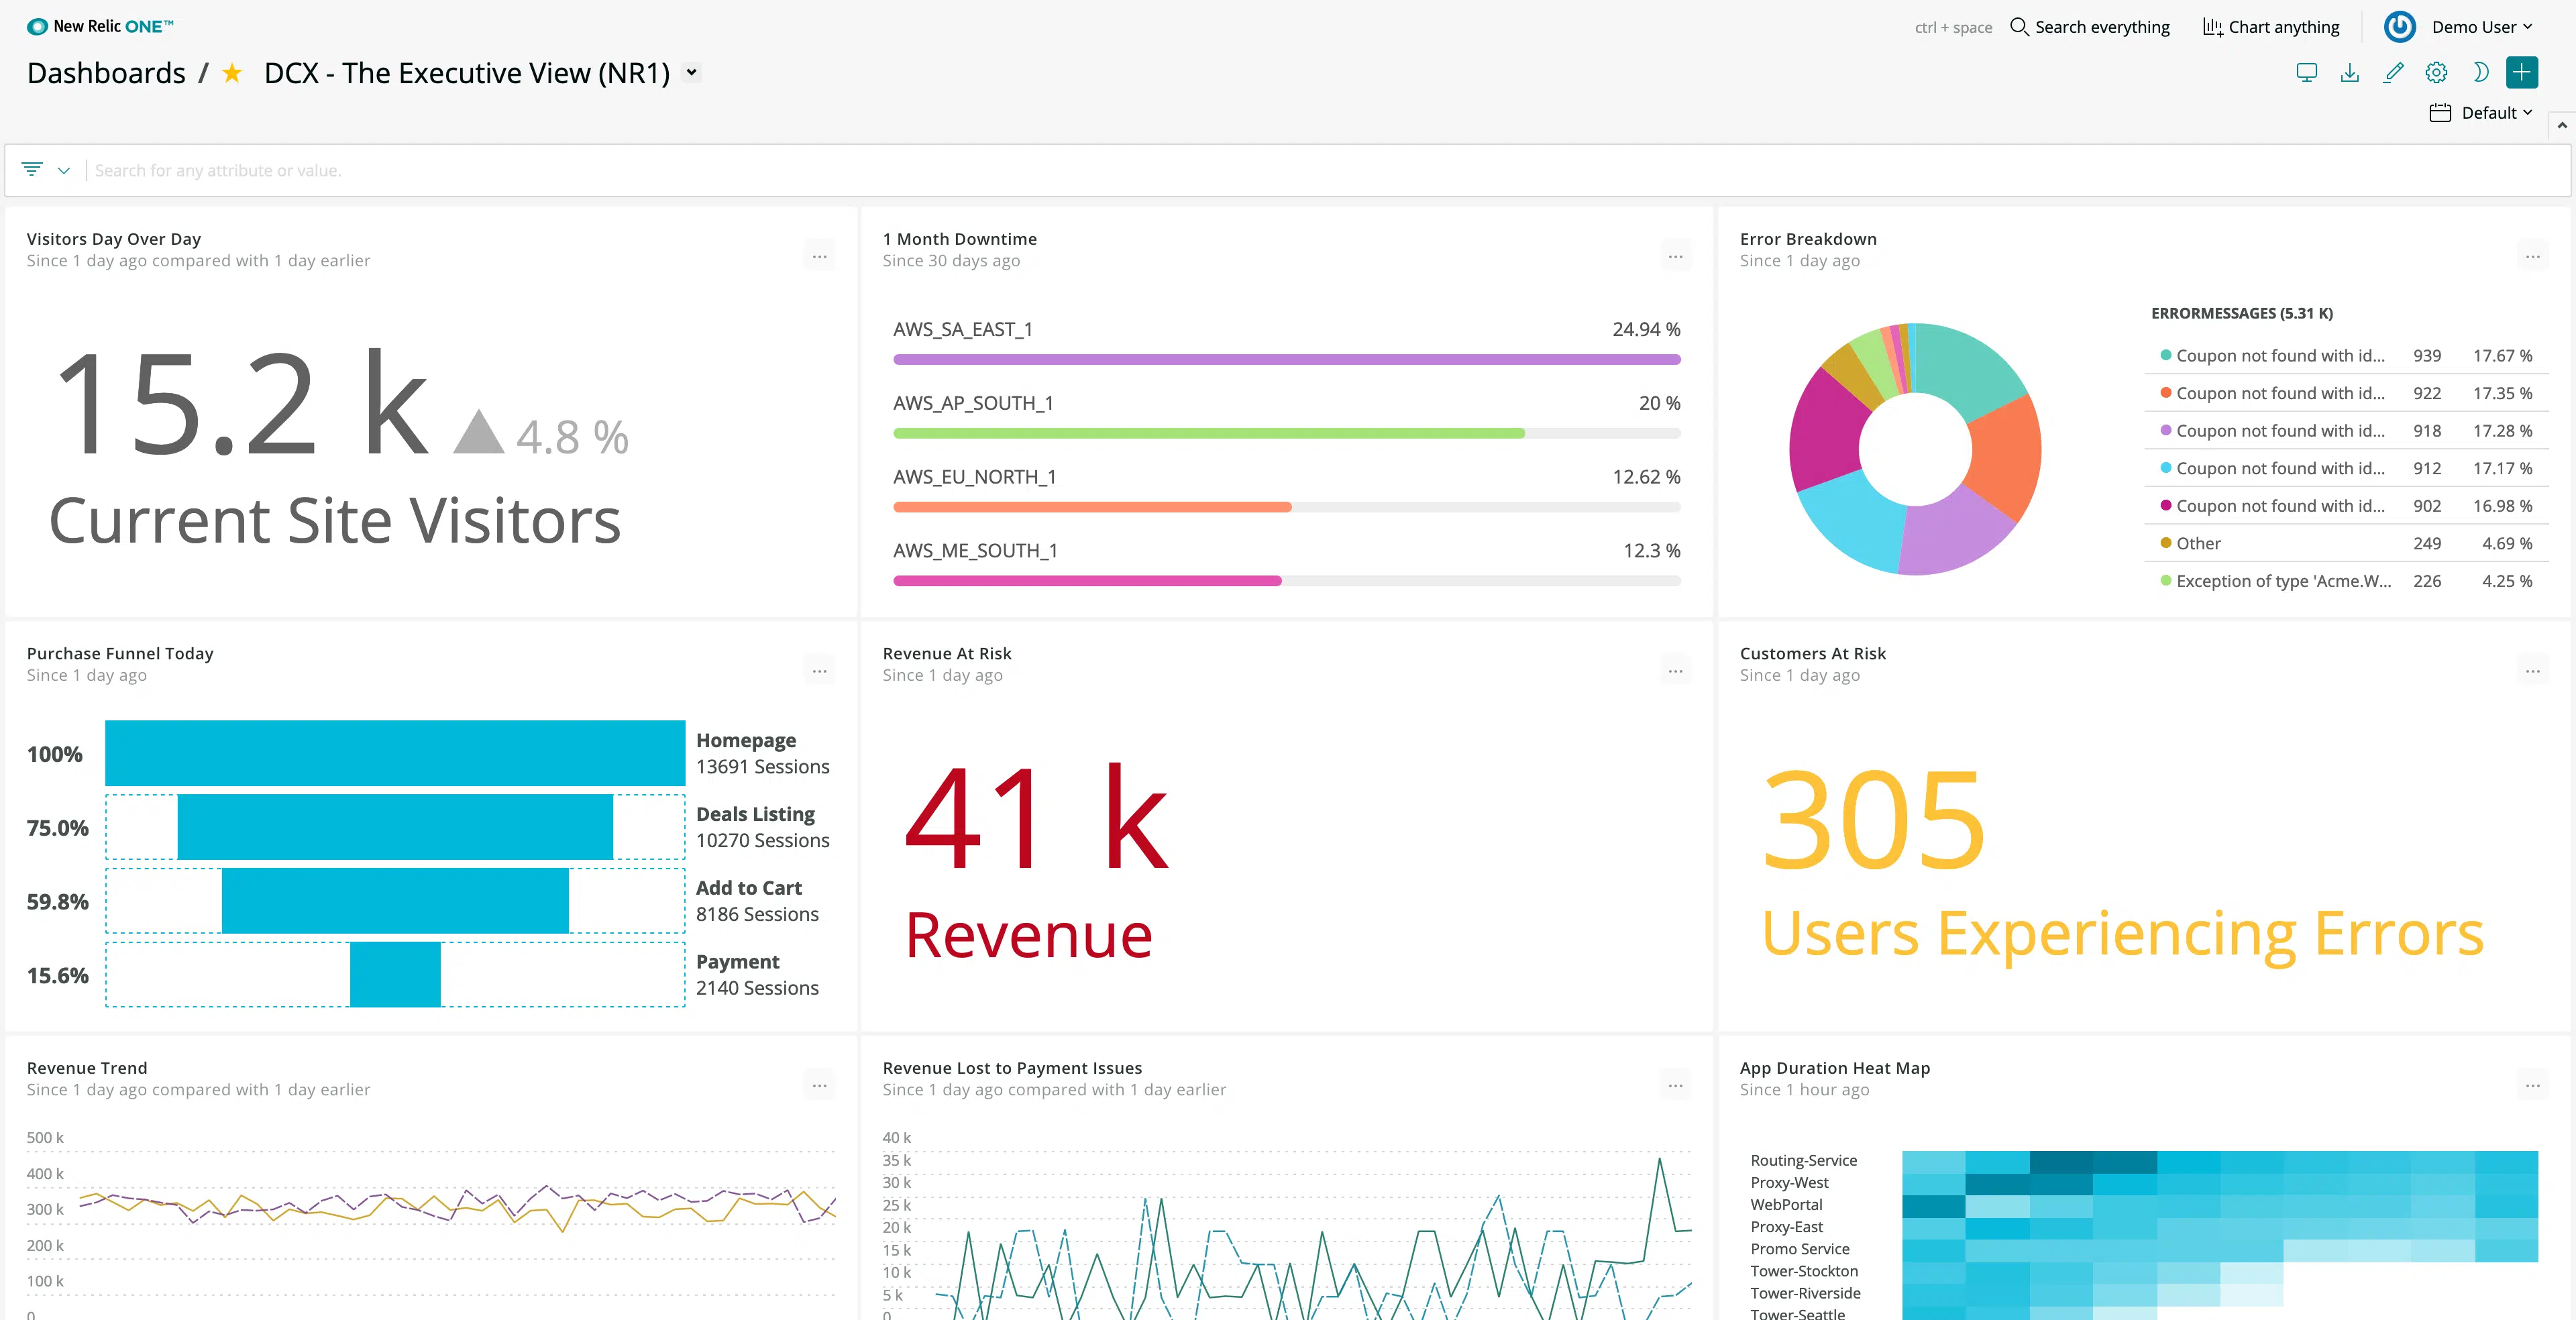 New Relic ONE™
ctrl + space Search everything Chart anything Demo User
Dashboards / DCX - The Executive View (NR1)
Default
Search for any attribute or value.
Visitors Day Over Day
Since 1 day ago compared with 1 day earlier
...
15.2 k 4.8 %
Current Site Visitors
1 Month Downtime
Since 30 days ago
...
AWS_SA_EAST_1 24.94 %
AWS_AP_SOUTH_1 20 %
AWS_EU_NORTH_1 12.62 %
AWS_ME_SOUTH_1 12.3 %
Error Breakdown
Since 1 day ago
...
ERRORMESSAGES (5.31 K)
Coupon not found with id... 939 17.67 %
Coupon not found with id... 922 17.35 %
Coupon not found with id... 918 17.28 %
Coupon not found with id... 912 17.17 %
Coupon not found with id... 902 16.98 %
Other 249 4.69 %
Exception of type 'Acme.W... 226 4.25 %
Purchase Funnel Today
Since 1 day ago
...
100% Homepage
13691 Sessions
75.0% Deals Listing
10270 Sessions
59.8% Add to Cart
8186 Sessions
15.6% Payment
2140 Sessions
Revenue At Risk
Since 1 day ago
...
41 k
Revenue
Customers At Risk
Since 1 day ago
...
305
Users Experiencing Errors
Revenue Trend
Since 1 day ago compared with 1 day earlier
...
500 k
400 k
300 k
200 k
100 k
0
Revenue Lost to Payment Issues
Since 1 day ago compared with 1 day earlier
...
40 k
35 k
30 k
25 k
20 k
15 k
10 k
5 k
0
App Duration Heat Map
Since 1 hour ago
...
Routing-Service
Proxy-West
WebPortal
Proxy-East
Promo Service
Tower-Stockton
Tower-Riverside
Tower-Seattle